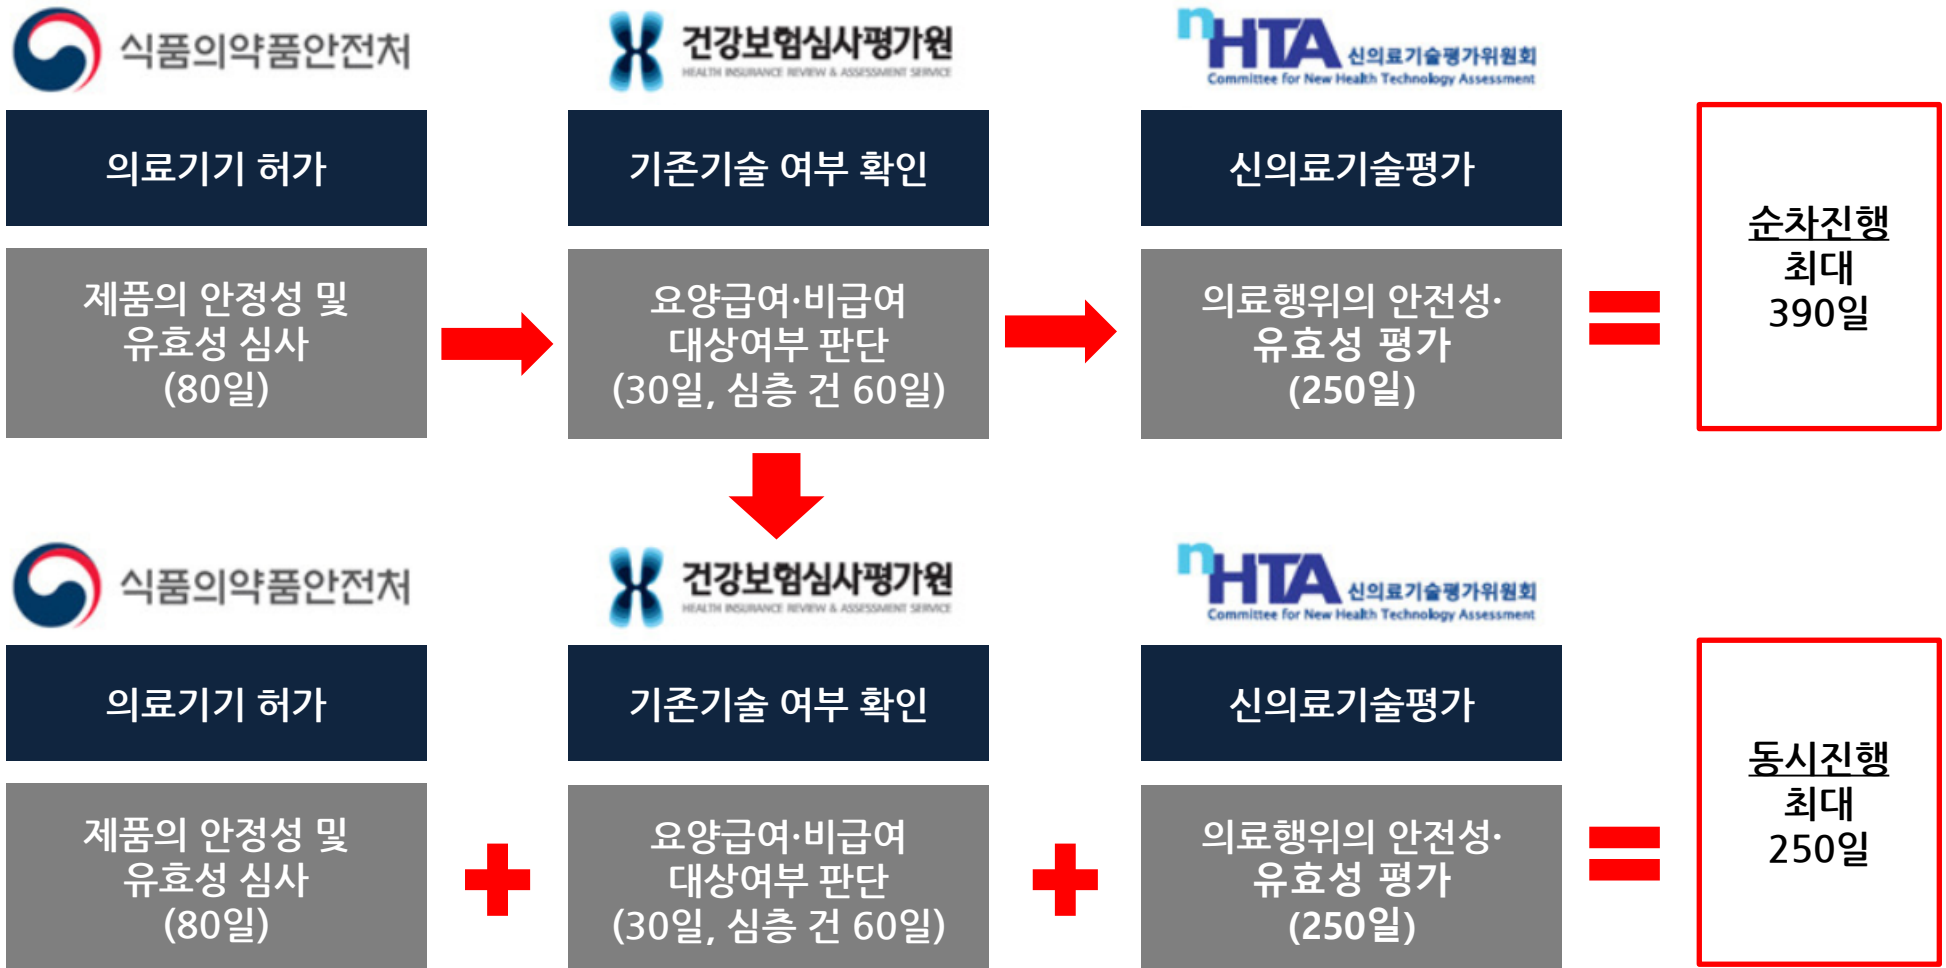 식품의약품안전처
건강보험심사평가원
HEALTH INSURANCE REVIEW & ASSESSMENT SERVICE
nHTA 신의료기술평가위원회
Committee for New Health Technology Assessment
의료기기 허가
기존기술 여부 확인
신의료기술평가
제품의 안정성 및
유효성 심사
(80일)
요양급여·비급여
대상여부 판단
(30일, 심층 건 60일)
의료행위의 안전성·
유효성 평가
(250일)
순차진행
최대
390일
식품의약품안전처
건강보험심사평가원
HEALTH INSURANCE REVIEW & ASSESSMENT SERVICE
nHTA 신의료기술평가위원회
Committee for New Health Technology Assessment
의료기기 허가
기존기술 여부 확인
신의료기술평가
제품의 안정성 및
유효성 심사
(80일)
요양급여·비급여
대상여부 판단
(30일, 심층 건 60일)
의료행위의 안전성·
유효성 평가
(250일)
동시진행
최대
250일